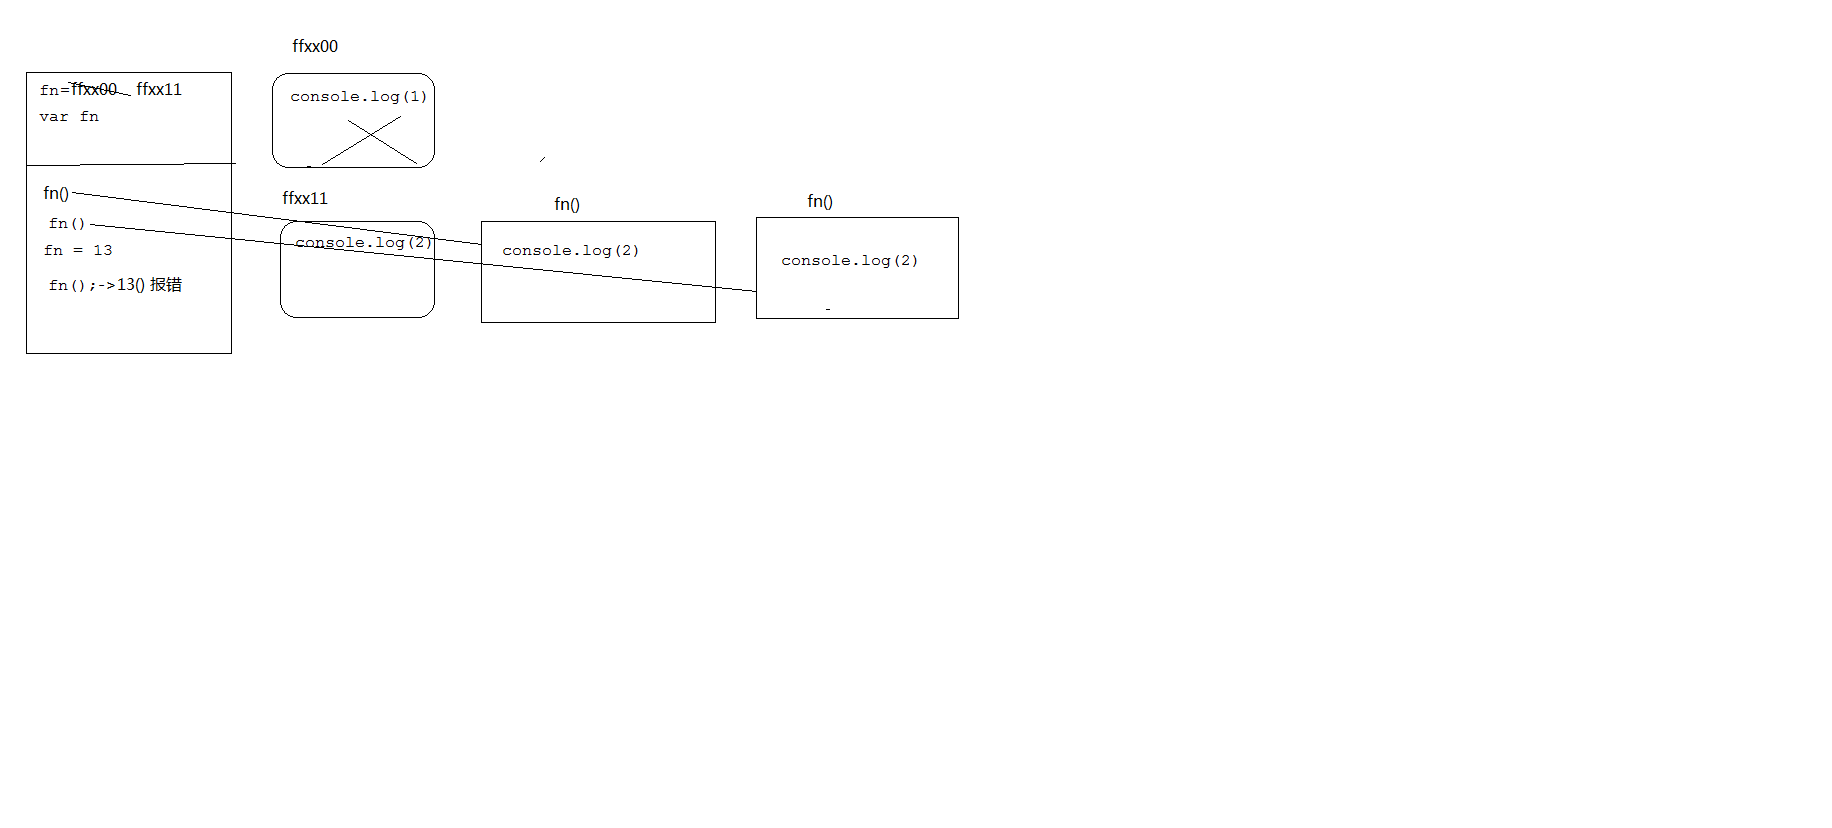 ffxx00
fn=ffxx00 ffxx11
var fn
console.log(1)
fn()
fn()
fn = 13
fn();->13() 报错
ffxx11
console.log(2)
fn()
console.log(2)
fn()
console.log(2)